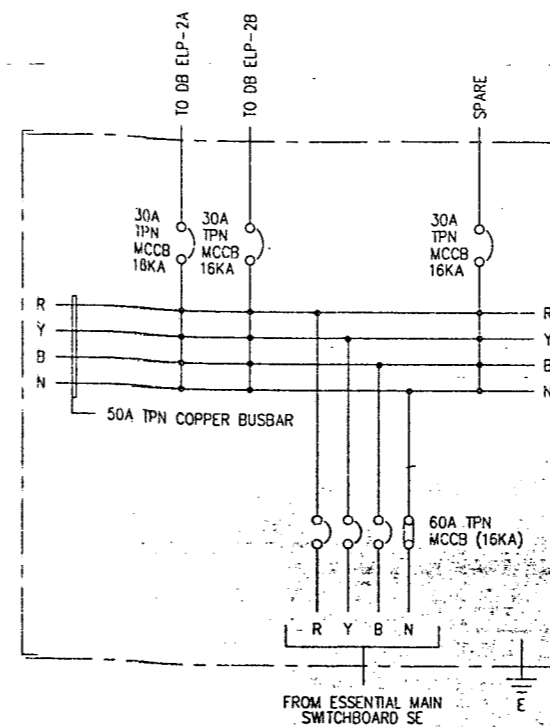 TO DB ELP-2A
TO DB ELP-2B
SPARE
30A
TPN
MCCB
16KA
30A
TPN
MCCB
16KA
30A
TPN
MCCB
16KA
R
R
Y
Y
B
B
N
N
50A TPN COPPER BUSBAR
60A TPN
MCCB (16KA)
R Y B N
FROM ESSENTIAL MAIN
SWITCHBOARD SE
E